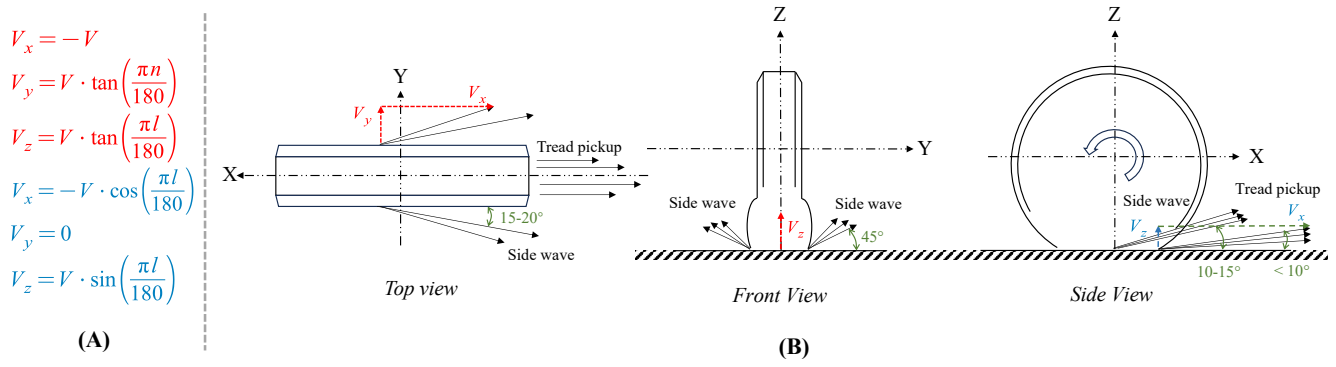 V_x = −V
V_y = V · tan(πn/180)
V_z = V · tan(πl/180)
V_x = −V · cos(πl/180)
V_y = 0
V_z = V · sin(πl/180)
(A)
Y
V_x
V_y
Tread pickup
X
15-20°
Side wave
Top view
Z
Y
Side wave
Side wave
V_z
45°
Front View
Z
X
Side wave
Tread pickup
V_x
V_z
10-15°
< 10°
Side View
(B)